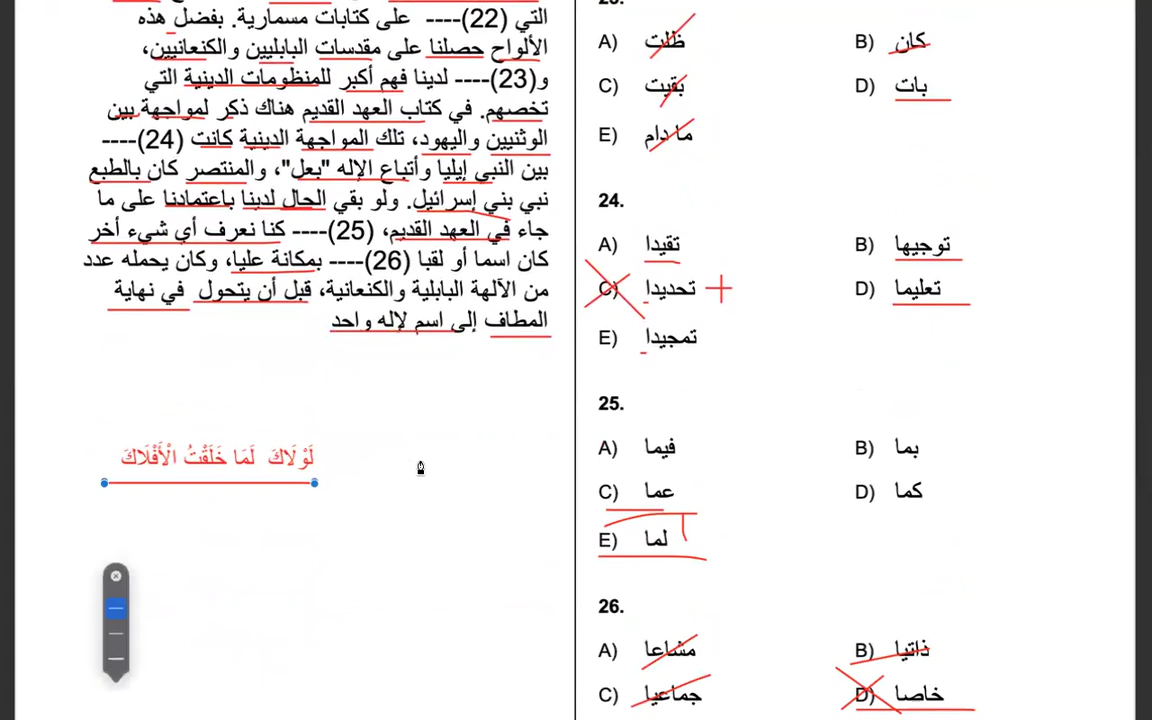 التي (22)---- على كتابات مسمارية. بفضل هذه
الألواح حصلنا على مقدسات البابليين والكنعانيين،
و(23)---- لدينا فهم أكبر للمنظومات الدينية التي
تخصهم. في كتاب العهد القديم هناك ذكر لمواجهة بين
الوثنيين واليهود، تلك المواجهة الدينية كانت (24)----
بين النبي إيليا وأتباع الإله "بعل"، والمنتصر كان بالطبع
نبي بني إسرائيل. ولو بقي الحال لدينا باعتمادنا على ما
جاء في العهد القديم، (25)---- كنا نعرف أي شيء أخر
كان اسما أو لقبا (26)---- بمكانة عليا، وكان يحمله عدد
من الآلهة البابلية والكنعانية، قبل أن يتحول في نهاية
المطاف إلى اسم لإله واحد
لَوْلَاكَ لَمَا خَلَقْتُ الْأَفْلَاكَ
A) ظلت B) كان
C) بقيت D) بات
E) ما دام
24.
A) تقيدا B) توجيها
C) تحديدا D) تعليما
E) تمجيدا
25.
A) فيما B) بما
C) عما D) كما
E) لما
26.
A) مشاعا B) ذاتيا
C) جماعيا D) خاصا